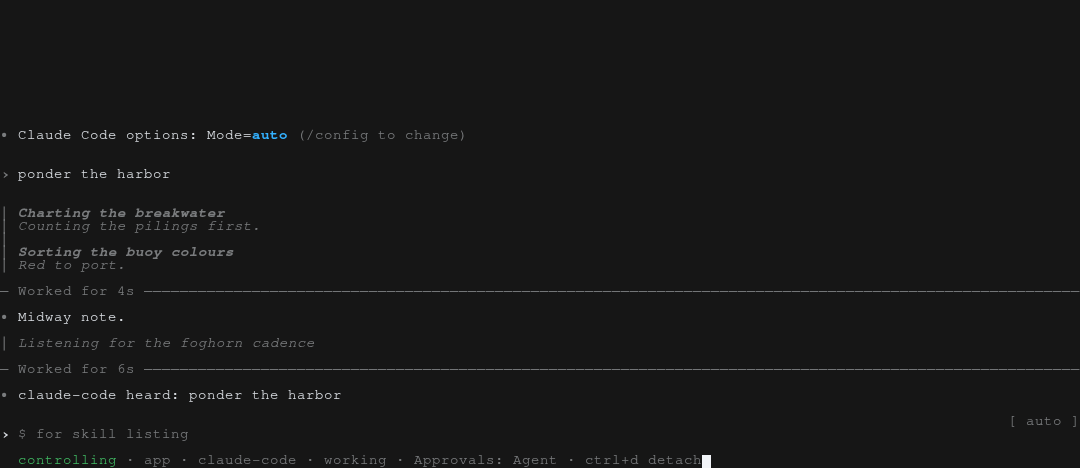 • Claude Code options: Mode=auto (/config to change)
› ponder the harbor
│ Charting the breakwater
│ Counting the pilings first.
│
│ Sorting the buoy colours
│ Red to port.
─ Worked for 4s ────────────────────────────────────────
• Midway note.
│ Listening for the foghorn cadence
─ Worked for 6s ────────────────────────────────────────
• claude-code heard: ponder the harbor
[ auto ]
› $ for skill listing
controlling · app · claude-code · working · Approvals: Agent · ctrl+d detach